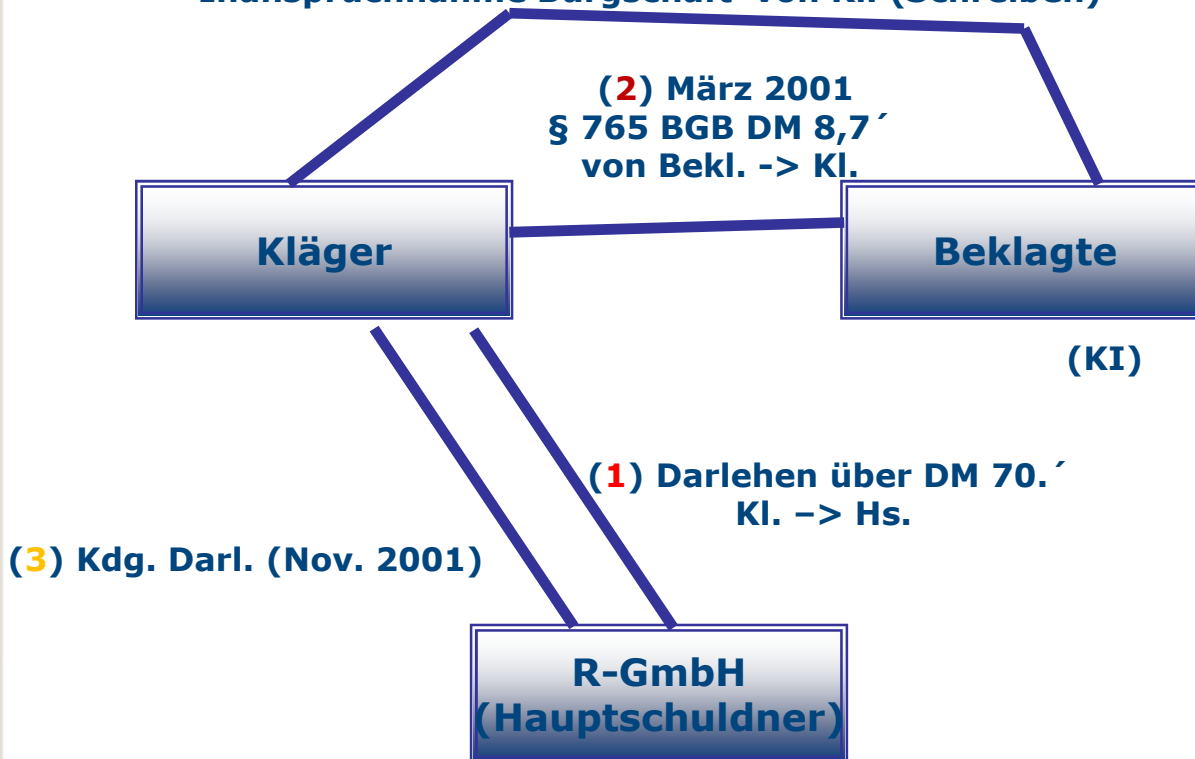 (Schreiben)
(2) März 2001
§ 765 BGB DM 8,7´
von Bekl. -> Kl.
Kläger
Beklagte
(KI)
(1) Darlehen über DM 70.´
Kl. –> Hs.
(3) Kdg. Darl. (Nov. 2001)
R-GmbH
(Hauptschuldner)